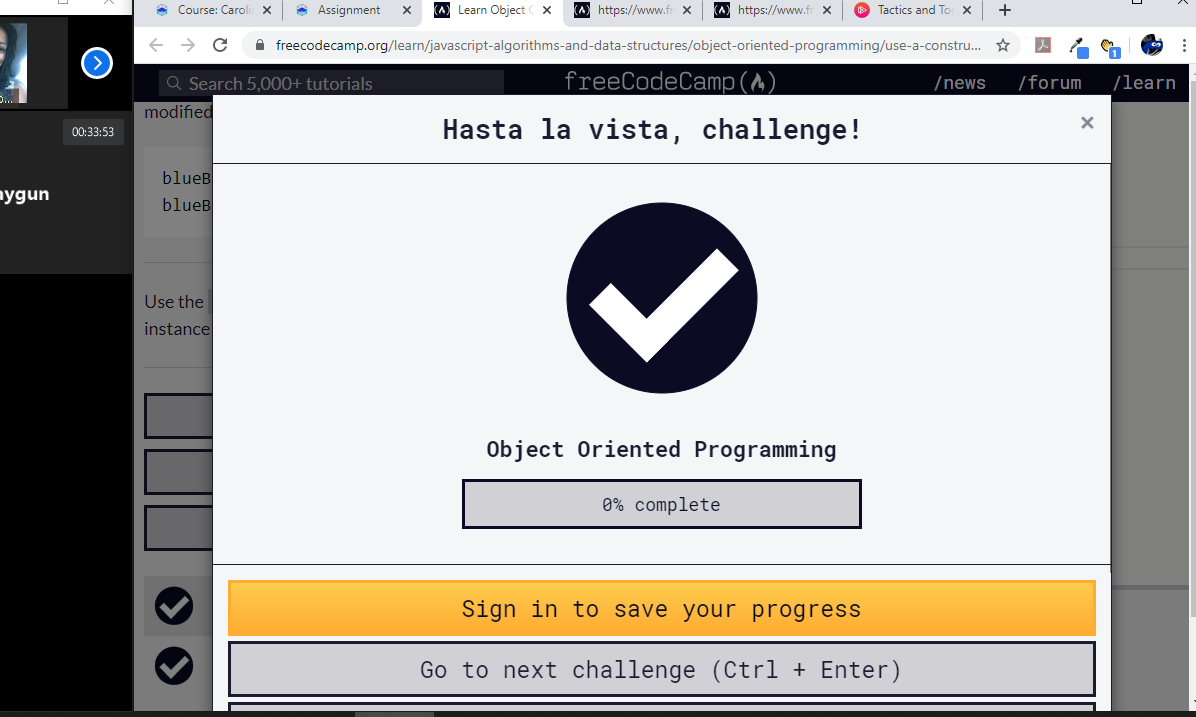 Course: Caroli
Assignment
Learn Object
https://www.f
https://www.f
Tactics and To
freecodecamp.org/learn/javascript-algorithms-and-data-structures/object-oriented-programming/use-a-constru...
1
Search 5,000+ tutorials
freeCodeCamp
/news
/forum
/learn
modified
00:33:53
Hasta la vista, challenge!
×
blueB
blueB
aygun
Use the
instance
Object Oriented Programming
0% complete
Sign in to save your progress
Go to next challenge (Ctrl + Enter)